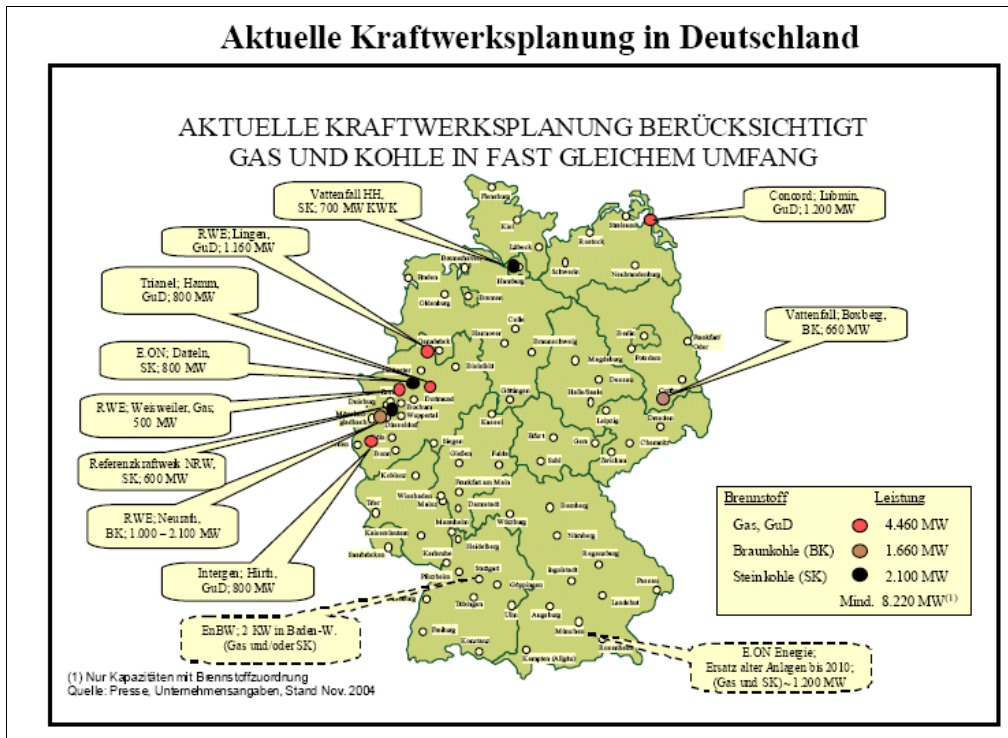 Aktuelle Kraftwerksplanung in Deutschland
AKTUELLE KRAFTWERKSPLANUNG BERÜCKSICHTIGT
GAS UND KOHLE IN FAST GLEICHEM UMFANG
Vattenfall HH,
SK; 700 MW KWK
Concord; Lubmin,
GuD; 1.200 MW
RWE; Lingen,
GuD; 1.160 MW
Trianel; Hamm,
GuD; 800 MW
Vattenfall; Boxberg,
BK; 660 MW
E.ON; Datteln,
SK; 800 MW
RWE; Weisweiler, Gas;
500 MW
Referenzkraftwerk NRW,
SK; 600 MW
RWE; Neurath,
BK; 1.000 – 2.100 MW
Intergen; Hürth,
GuD; 800 MW
EnBW; 2 KW in Baden-W.
(Gas und/oder SK)
E.ON Energie;
Ersatz alter Anlagen bis 2010;
(Gas und SK) ~ 1.200 MW
Flensburg
Kiel
Lübeck
Hamburg
Stralsund
Rostock
Schwerin
Neubrandenburg
Emden
Oldenburg
Bremen
Celle
Hannover
Braunschweig
Osnabrück
Bielefeld
Berlin
Potsdam
Frankfurt/
Oder
Magdeburg
Dessau
Halle/Saale
Leipzig
Dresden
Chemnitz
Zwickau
Gera
Erfurt
Suhl
Göttingen
Kassel
Dortmund
Bochum
Duisburg
Wuppertal
Düsseldorf
Bonn
Siegen
Gießen
Fulda
Koblenz
Frankfurt am Main
Wiesbaden
Mainz
Darmstadt
Trier
Würzburg
Bamberg
Mannheim
Kaiserslautern
Heidelberg
Saarbrücken
Karlsruhe
Pforzheim
Nürnberg
Regensburg
Stuttgart
Göppingen
Ingolstadt
Passau
Tübingen
Ulm
Augsburg
Landshut
München
Freiburg
Konstanz
Kempten (Allgäu)
Rosenheim
Brennstoff Leistung
Gas, GuD 4.460 MW
Braunkohle (BK) 1.660 MW
Steinkohle (SK) 2.100 MW
Mind. 8.220 MW(1)
(1) Nur Kapazitäten mit Brennstoffzuordnung
Quelle: Presse, Unternehmensangaben, Stand Nov. 2004